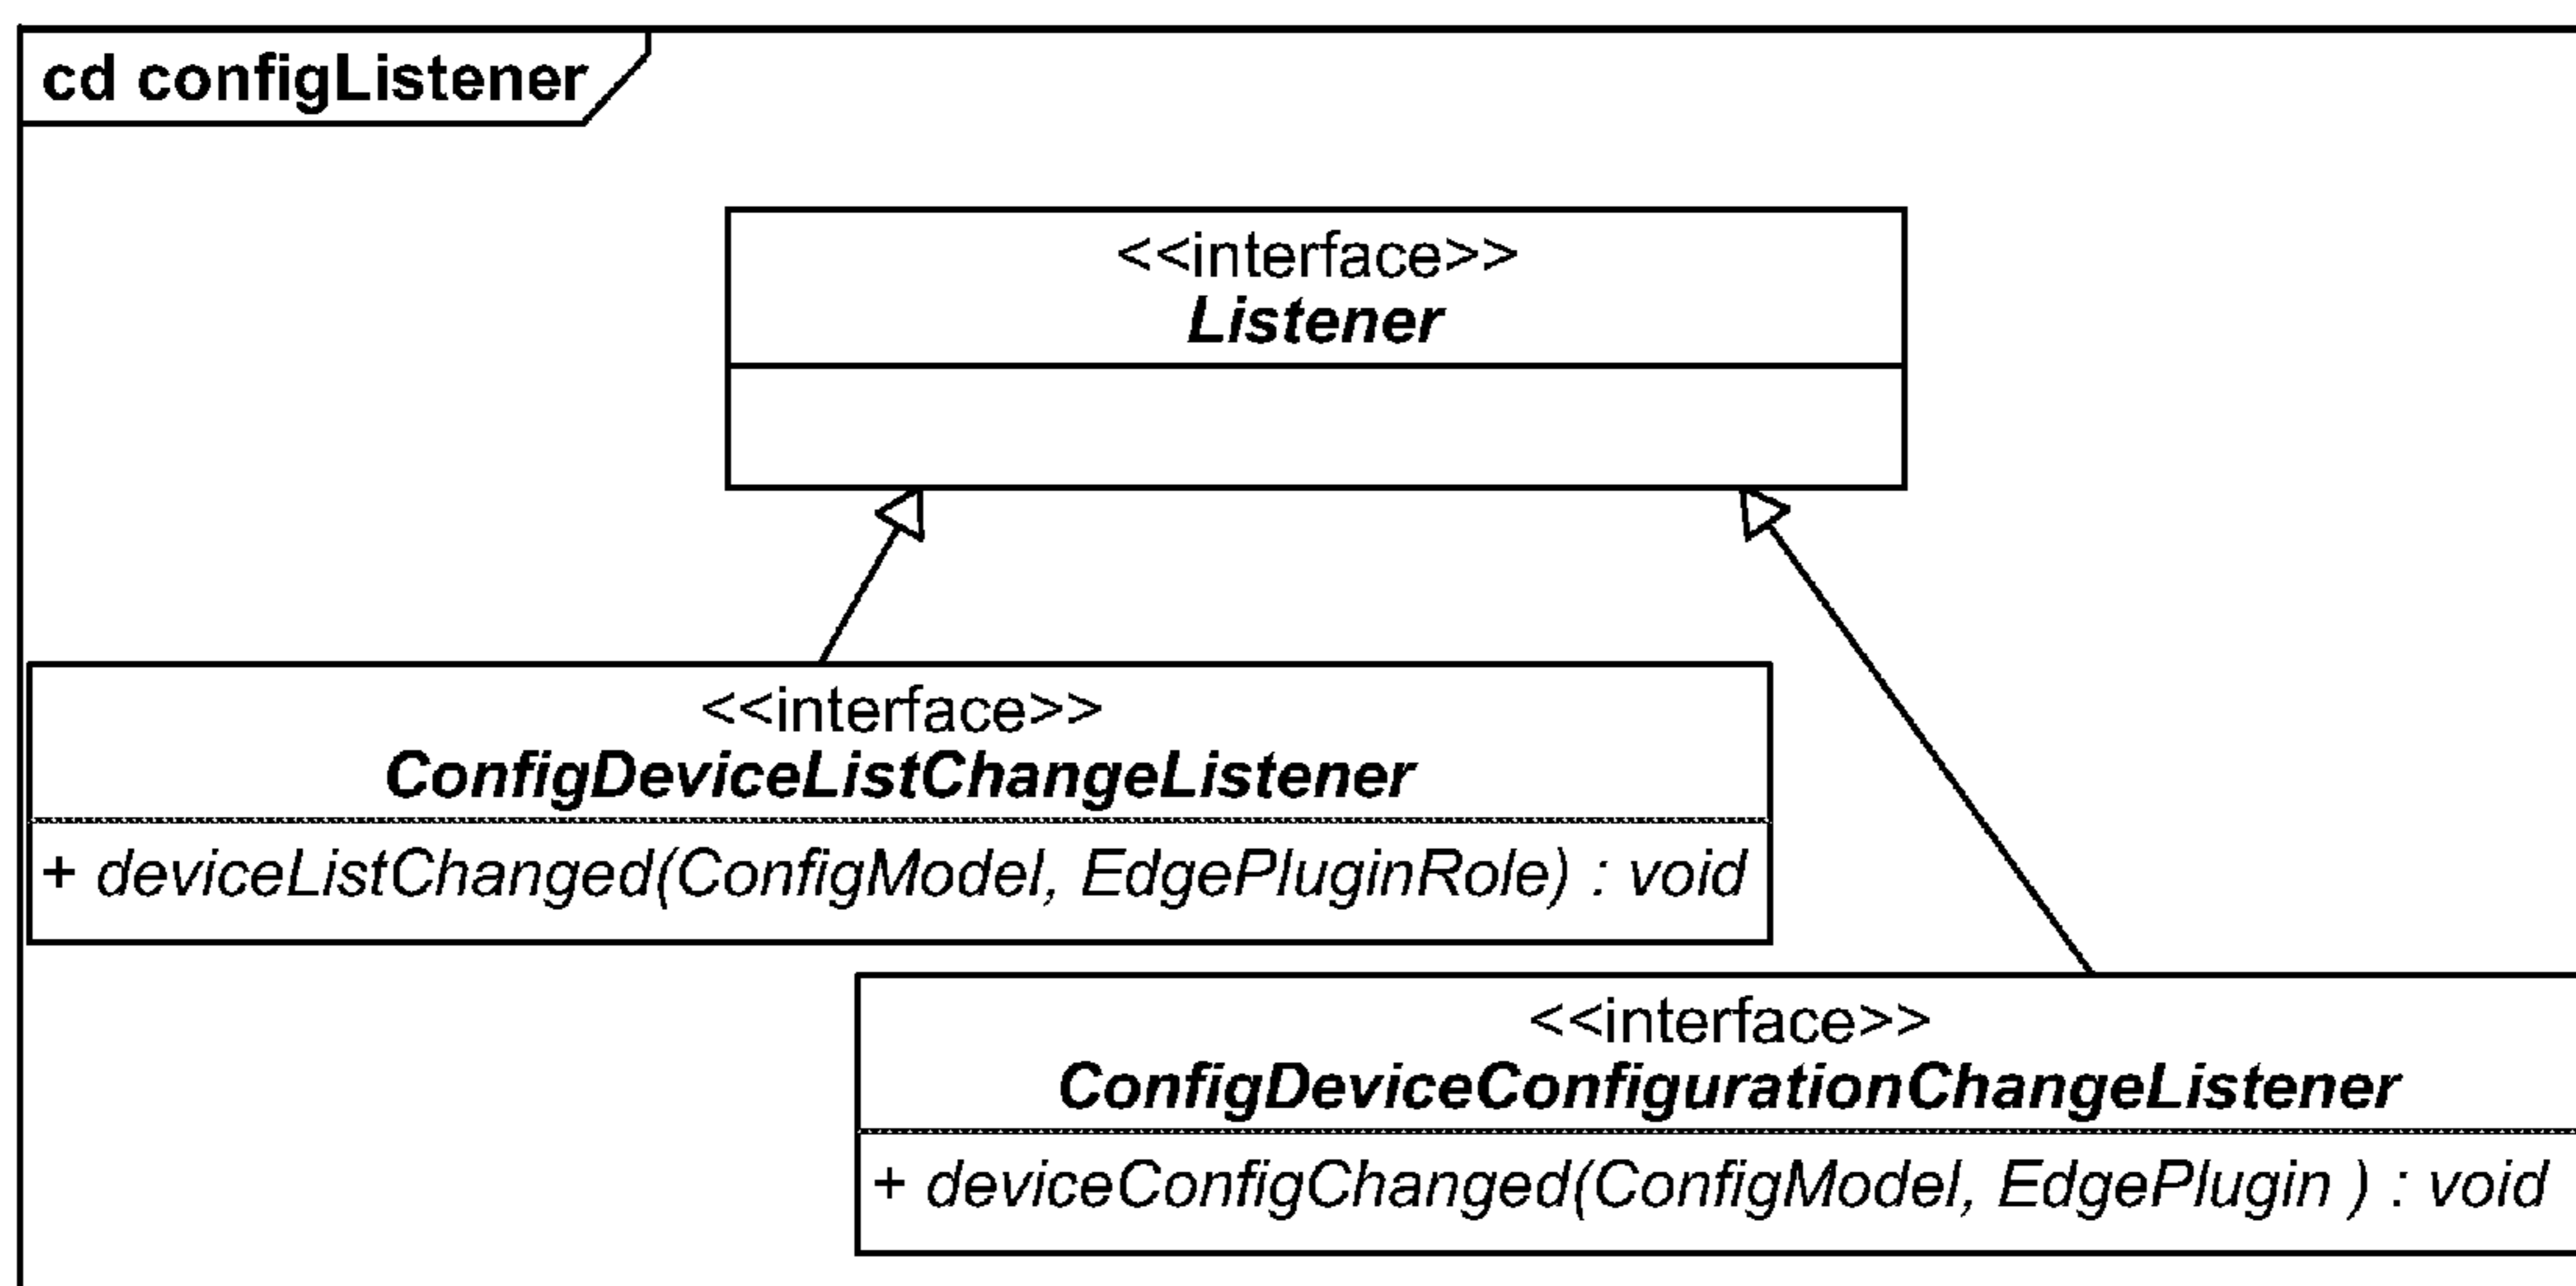 cd configListener
<<interface>>
Listener
<<interface>>
ConfigDeviceListChangeListener
+ deviceListChanged(ConfigModel, EdgePluginRole) : void
<<interface>>
ConfigDeviceConfigurationChangeListener
+ deviceConfigChanged(ConfigModel, EdgePlugin ) : void